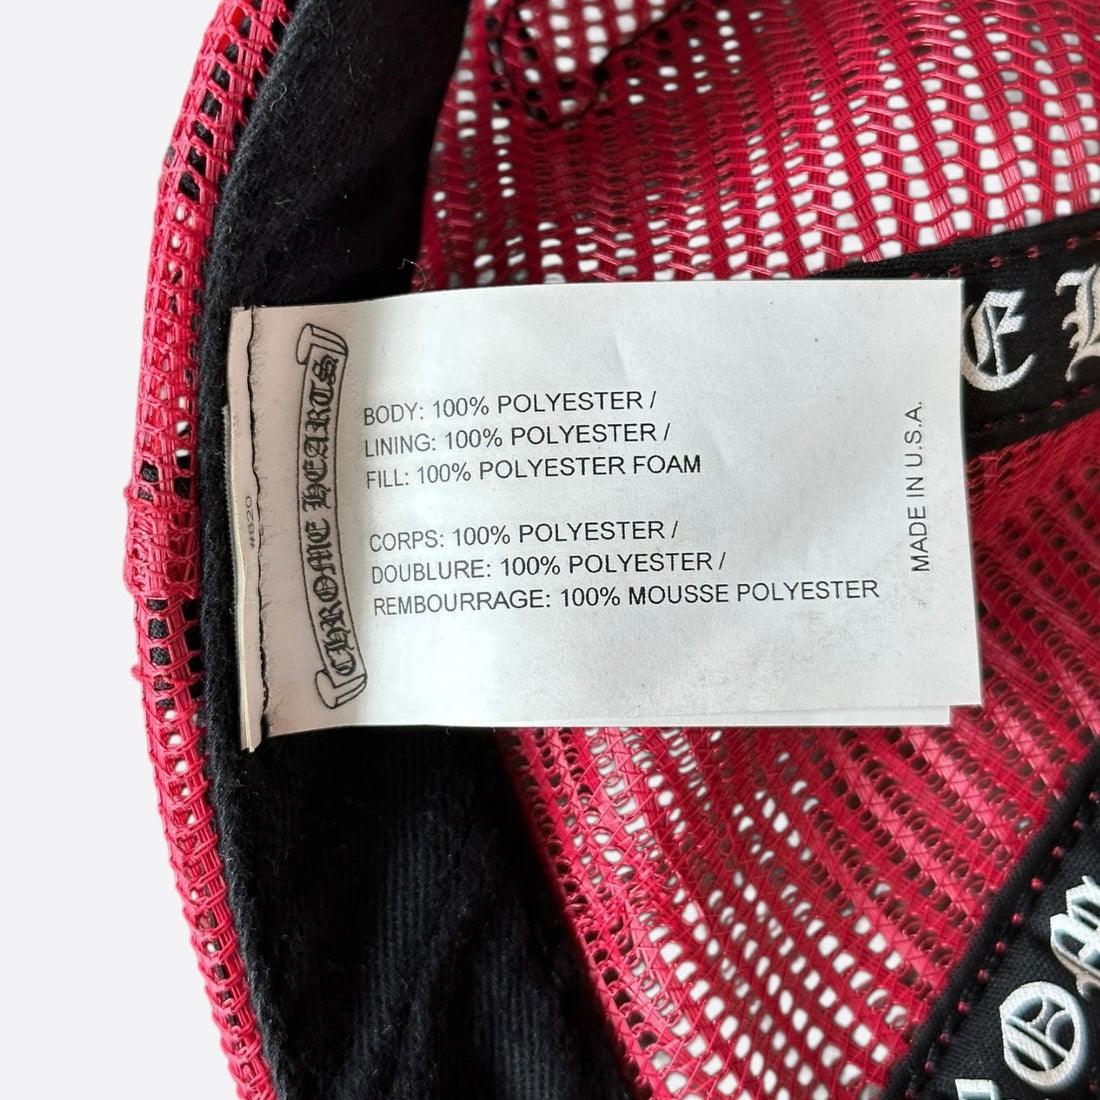 CHROME HEARTS
4820
BODY: 100% POLYESTER /
LINING: 100% POLYESTER /
FILL: 100% POLYESTER FOAM
CORPS: 100% POLYESTER /
DOUBLURE: 100% POLYESTER /
REMBOURRAGE: 100% MOUSSE POLYESTER
MADE IN U.S.A.